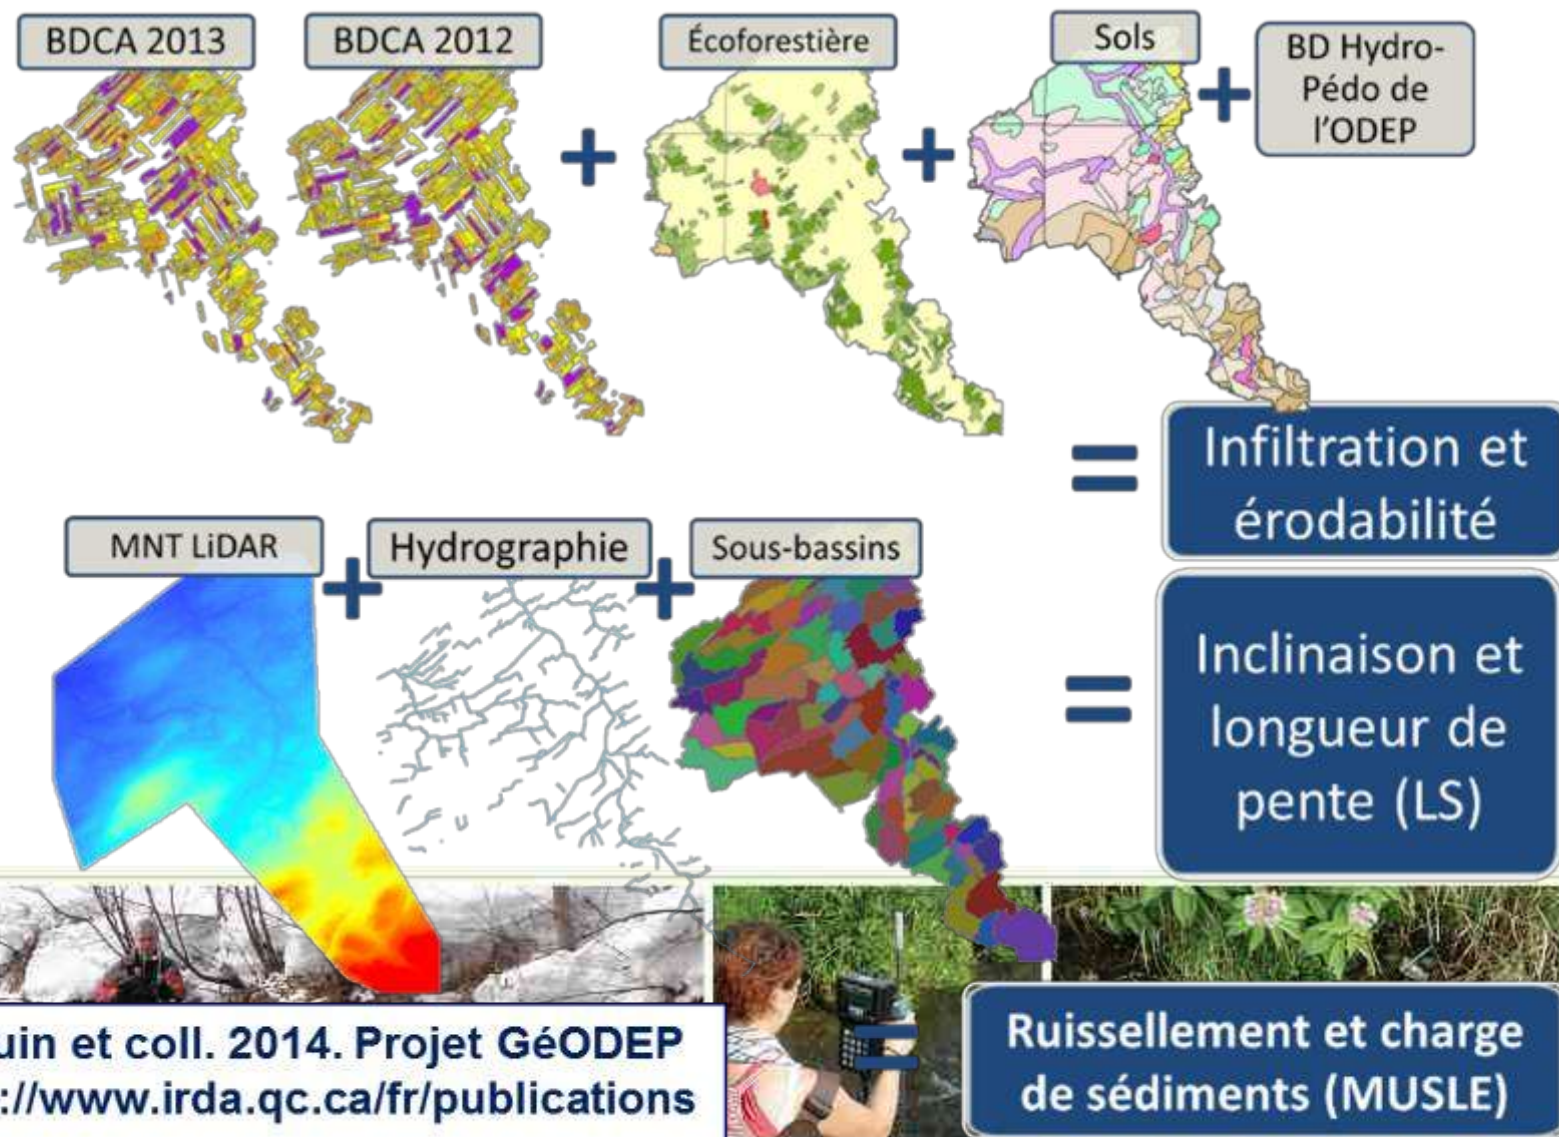 BDCA 2013
BDCA 2012
Écoforestière
Sols
BD Hydro-
Pédo de
l'ODEP
+
+
+
=
Infiltration et
érodabilité
MNT LiDAR
+
Hydrographie
+
Sous-bassins
=
Inclinaison et
longueur de
pente (LS)
uin et coll. 2014. Projet GéODEP
://www.irda.qc.ca/fr/publications
=
Ruissellement et charge
de sédiments (MUSLE)